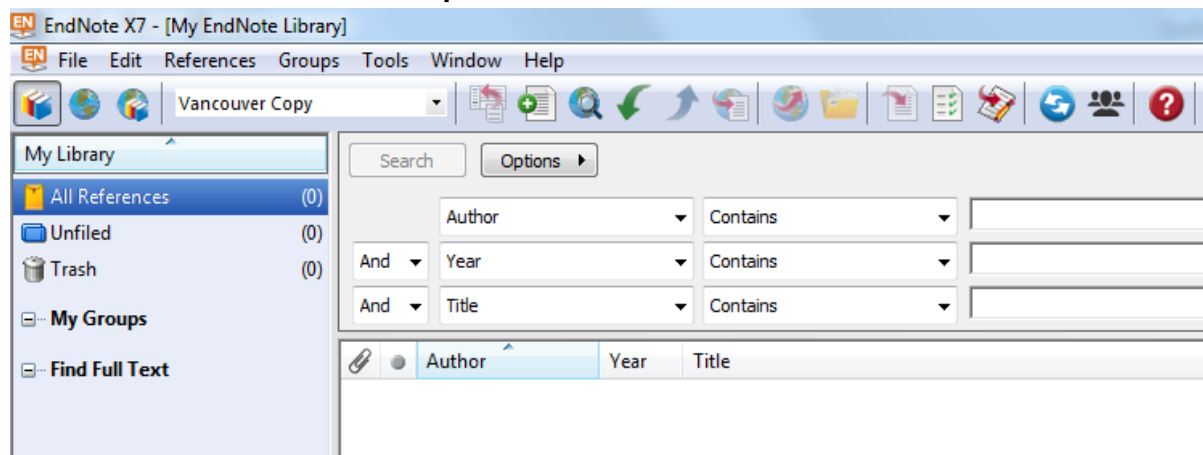 EN EndNote X7 - [My EndNote Library]
EN File Edit References Groups Tools Window Help
Vancouver Copy
My Library
All References (0)
Unfiled (0)
Trash (0)
My Groups
Find Full Text
Search Options
Author Contains
And Year Contains
And Title Contains
Author Year Title